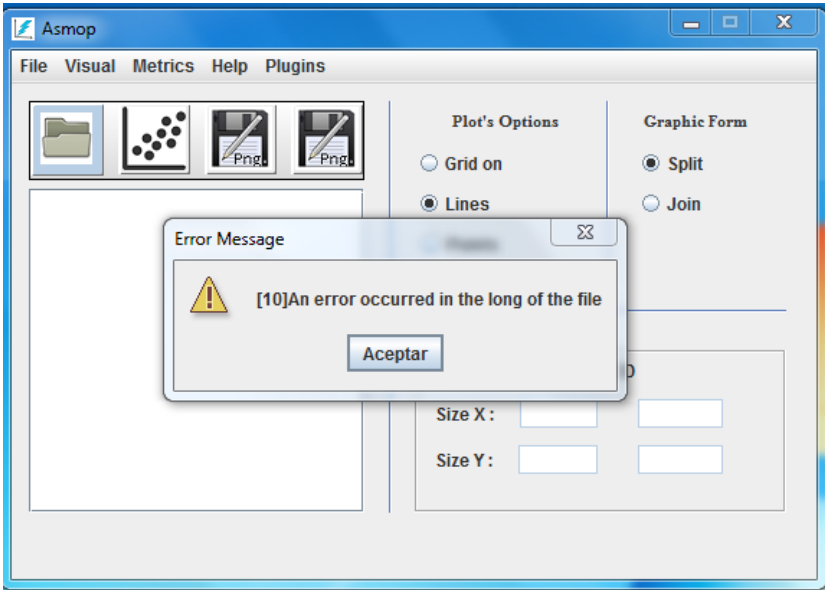 Asmop
File Visual Metrics Help Plugins
Png.
Png.
Plot's Options
Grid on
Lines
Graphic Form
Split
Join
Error Message
[10]An error occurred in the long of the file
Aceptar
Size X :
Size Y :